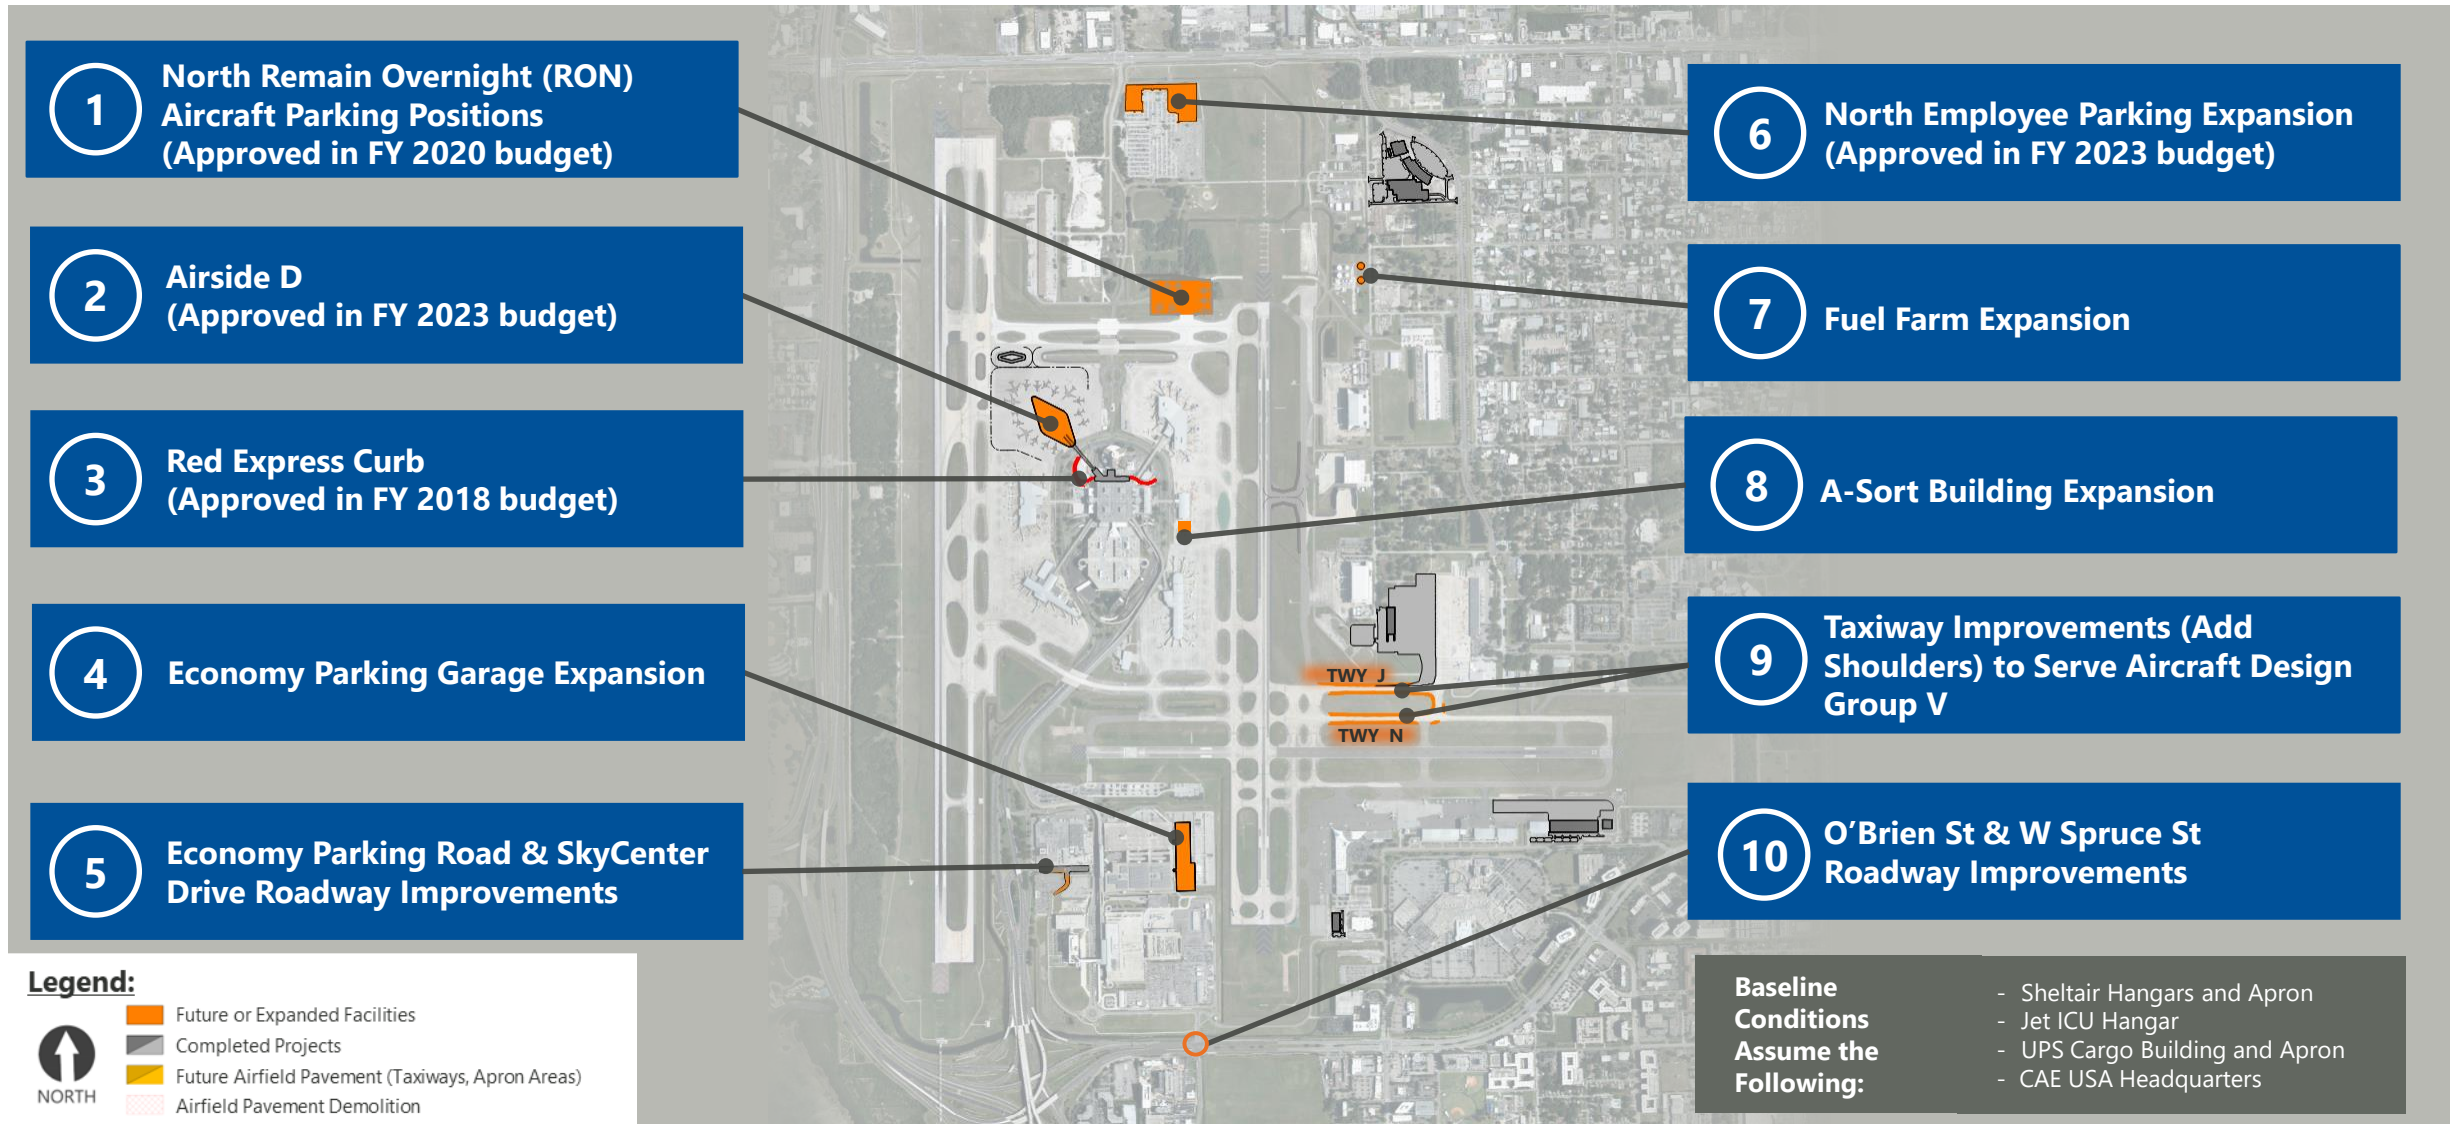 1
North Remain Overnight (RON)
Aircraft Parking Positions
(Approved in FY 2020 budget)
2
Airside D
(Approved in FY 2023 budget)
3
Red Express Curb
(Approved in FY 2018 budget)
4
Economy Parking Garage Expansion
5
Economy Parking Road & SkyCenter
Drive Roadway Improvements
6
North Employee Parking Expansion
(Approved in FY 2023 budget)
7
Fuel Farm Expansion
8
A-Sort Building Expansion
9
Taxiway Improvements (Add
Shoulders) to Serve Aircraft Design
Group V
10
O’Brien St & W Spruce St
Roadway Improvements
TWY J
TWY N
Legend:
NORTH
Future or Expanded Facilities
Completed Projects
Future Airfield Pavement (Taxiways, Apron Areas)
Airfield Pavement Demolition
Baseline
Conditions
Assume the
Following:
- Sheltair Hangars and Apron
- Jet ICU Hangar
- UPS Cargo Building and Apron
- CAE USA Headquarters